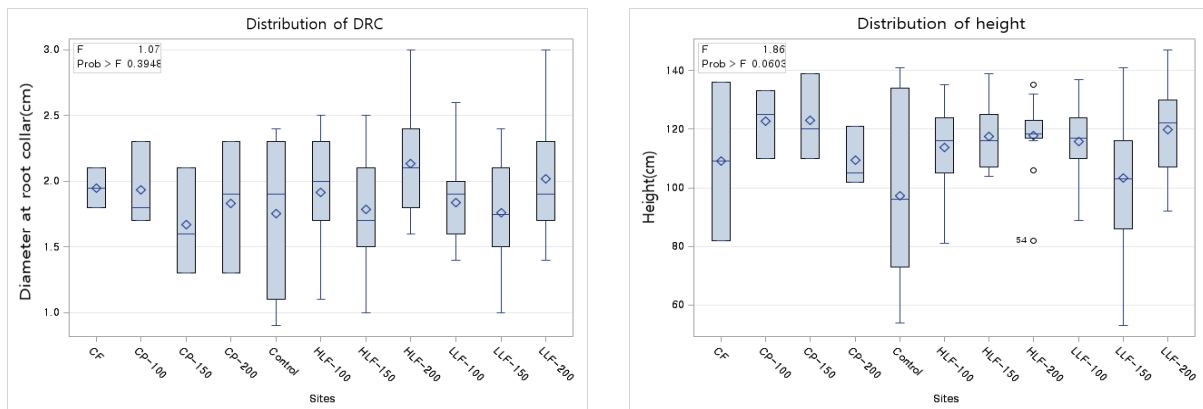 Distribution of DRC
F 1.07
Prob > F 0.3948
Diameter at root collar(cm)
3.0
2.5
2.0
1.5
1.0
CF CP-100 CP-150 CP-200 Control HLF-100 HLF-150 HLF-200 LLF-100 LLF-150 LLF-200
Sites
Distribution of height
F 1.86
Prob > F 0.0603
Height(cm)
140
120
100
80
60
54
CF CP-100 CP-150 CP-200 Control HLF-100 HLF-150 HLF-200 LLF-100 LLF-150 LLF-200
Sites